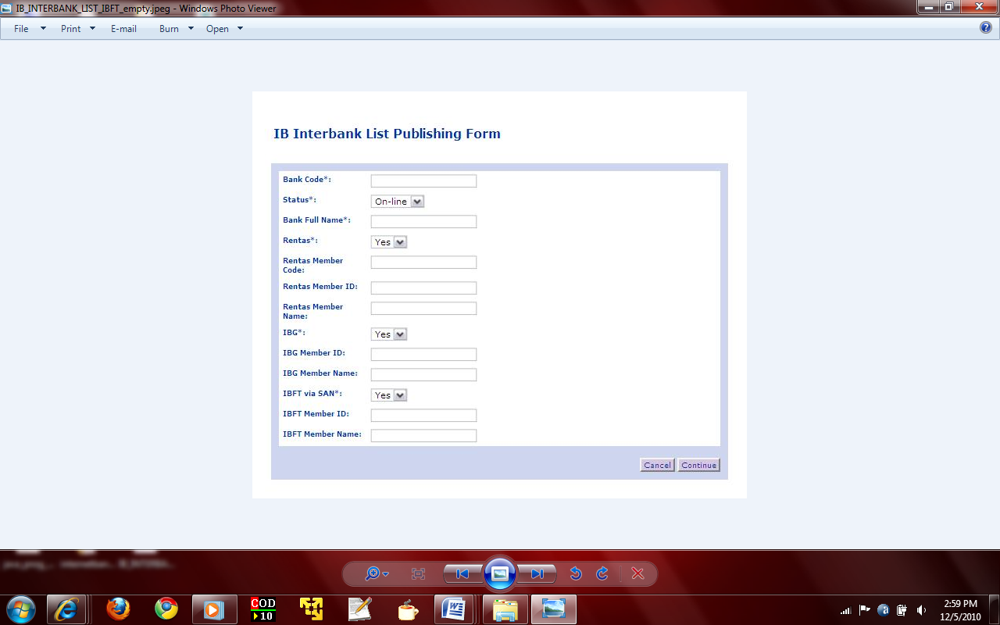 IB_INTERBANK_LIST_IBFT_empty.jpeg - Windows Photo Viewer
File Print E-mail Burn Open
IB Interbank List Publishing Form
Bank Code*:
Status*: On-line
Bank Full Name*:
Rentas*: Yes
Rentas Member
Code:
Rentas Member ID:
Rentas Member
Name:
IBG*: Yes
IBG Member ID:
IBG Member Name:
IBFT via SAN*: Yes
IBFT Member ID:
IBFT Member Name:
Cancel Continue
COD
10
2:59 PM
12/5/2010